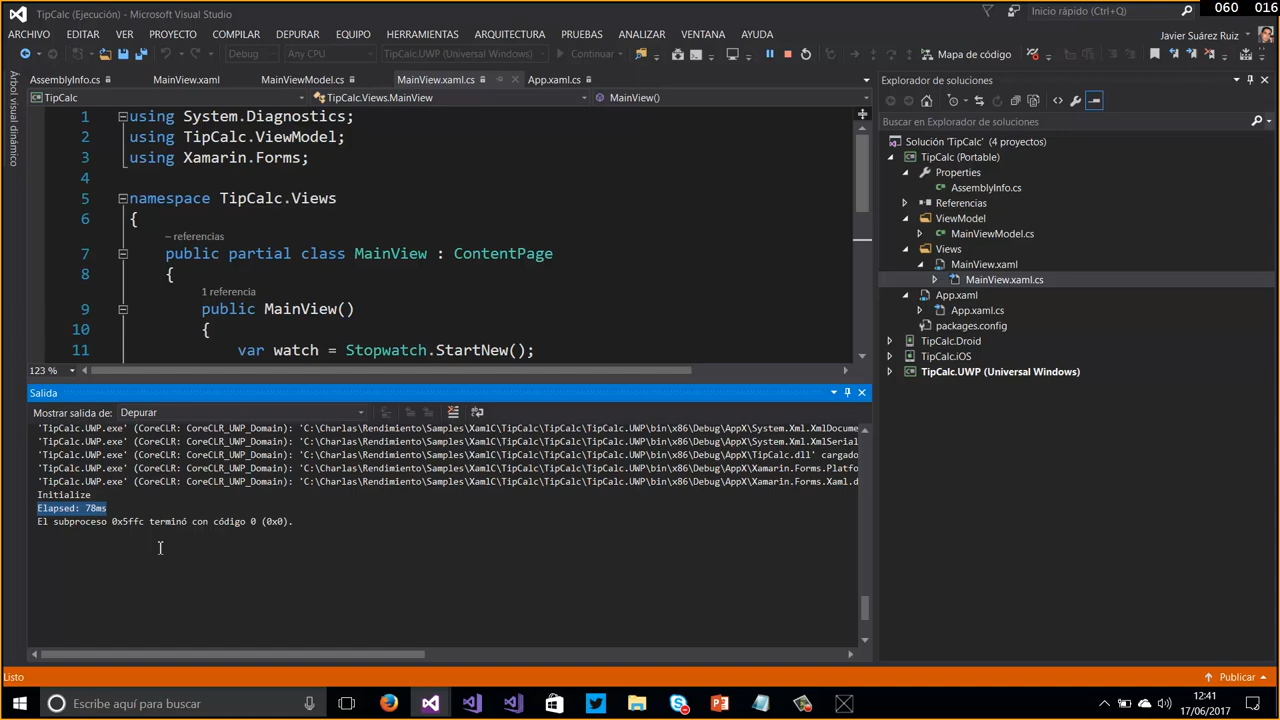 TipCalc (Ejecución) - Microsoft Visual Studio
Inicio rápido (Ctrl+Q)
060 016
ARCHIVO EDITAR VER PROYECTO COMPILAR DEPURAR EQUIPO HERRAMIENTAS ARQUITECTURA PRUEBAS ANALIZAR VENTANA AYUDA
Javier Suárez Ruiz
Debug Any CPU TipCalc.UWP (Universal Windows) Continuar Mapa de código
Árbol visual dinámico
AssemblyInfo.cs MainView.xaml MainViewModel.cs MainView.xaml.cs App.xaml.cs
TipCalc TipCalc.Views.MainView MainView()
1 using System.Diagnostics;
2 using TipCalc.ViewModel;
3 using Xamarin.Forms;
4
5 namespace TipCalc.Views
6 {
– referencias
7 public partial class MainView : ContentPage
8 {
1 referencia
9 public MainView()
10 {
11 var watch = Stopwatch.StartNew();
123 %
Salida
Mostrar salida de: Depurar
'TipCalc.UWP.exe' (CoreCLR: CoreCLR_UWP_Domain): 'C:\Charlas\Rendimiento\Samples\XamlC\TipCalc\TipCalc\TipCalc.UWP\bin\x86\Debug\AppX\System.Xml.XmlDocume
'TipCalc.UWP.exe' (CoreCLR: CoreCLR_UWP_Domain): 'C:\Charlas\Rendimiento\Samples\XamlC\TipCalc\TipCalc\TipCalc.UWP\bin\x86\Debug\AppX\System.Xml.XmlSerial
'TipCalc.UWP.exe' (CoreCLR: CoreCLR_UWP_Domain): 'C:\Charlas\Rendimiento\Samples\XamlC\TipCalc\TipCalc\TipCalc.UWP\bin\x86\Debug\AppX\TipCalc.dll' cargado
'TipCalc.UWP.exe' (CoreCLR: CoreCLR_UWP_Domain): 'C:\Charlas\Rendimiento\Samples\XamlC\TipCalc\TipCalc\TipCalc.UWP\bin\x86\Debug\AppX\Xamarin.Forms.Platfo
'TipCalc.UWP.exe' (CoreCLR: CoreCLR_UWP_Domain): 'C:\Charlas\Rendimiento\Samples\XamlC\TipCalc\TipCalc\TipCalc.UWP\bin\x86\Debug\AppX\Xamarin.Forms.Xaml.d
Initialize
Elapsed: 78ms
El subproceso 0x5ffc terminó con código 0 (0x0).
Explorador de soluciones
Buscar en Explorador de soluciones
Solución 'TipCalc' (4 proyectos)
TipCalc (Portable)
Properties
AssemblyInfo.cs
Referencias
ViewModel
MainViewModel.cs
Views
MainView.xaml
MainView.xaml.cs
App.xaml
App.xaml.cs
packages.config
TipCalc.Droid
TipCalc.iOS
TipCalc.UWP (Universal Windows)
Listo
Publicar
Escribe aquí para buscar
12:41
17/06/2017